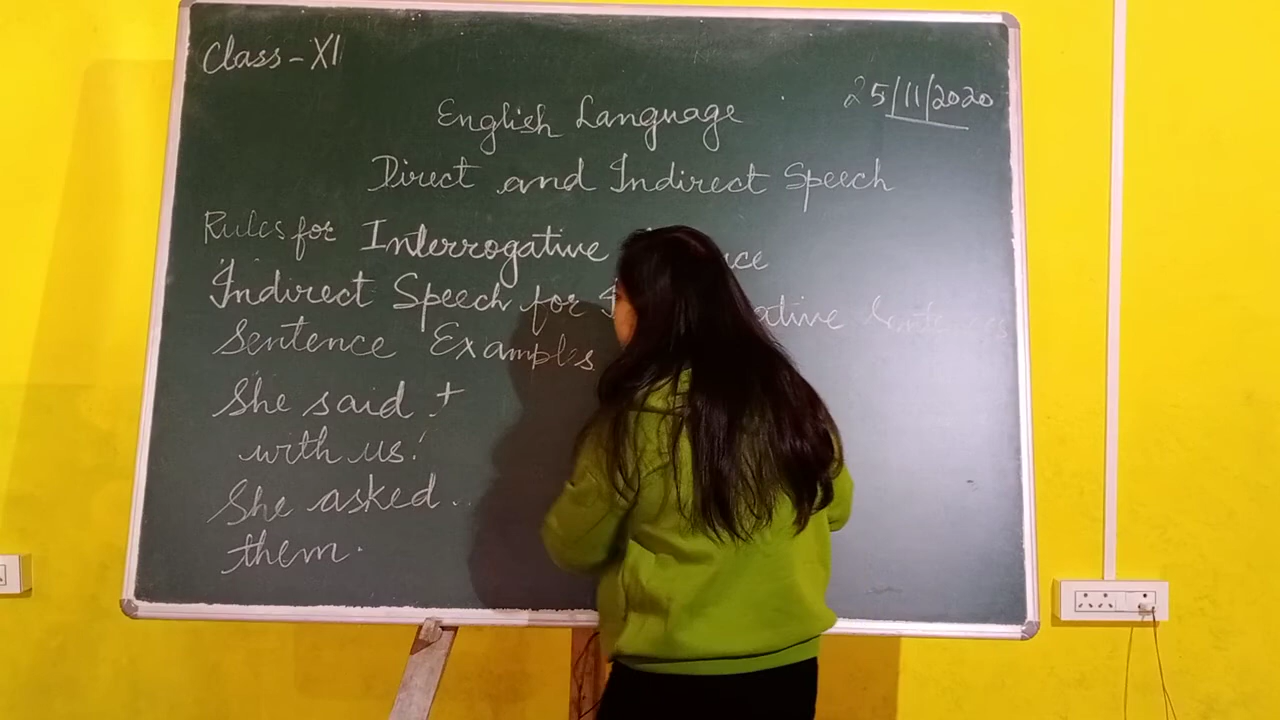 Class - XI
25/11/2020
English Language
Direct and Indirect Speech
Rules for Interrogative
Indirect Speech for
Sentence Examples
She said
with us!
She asked..
them.